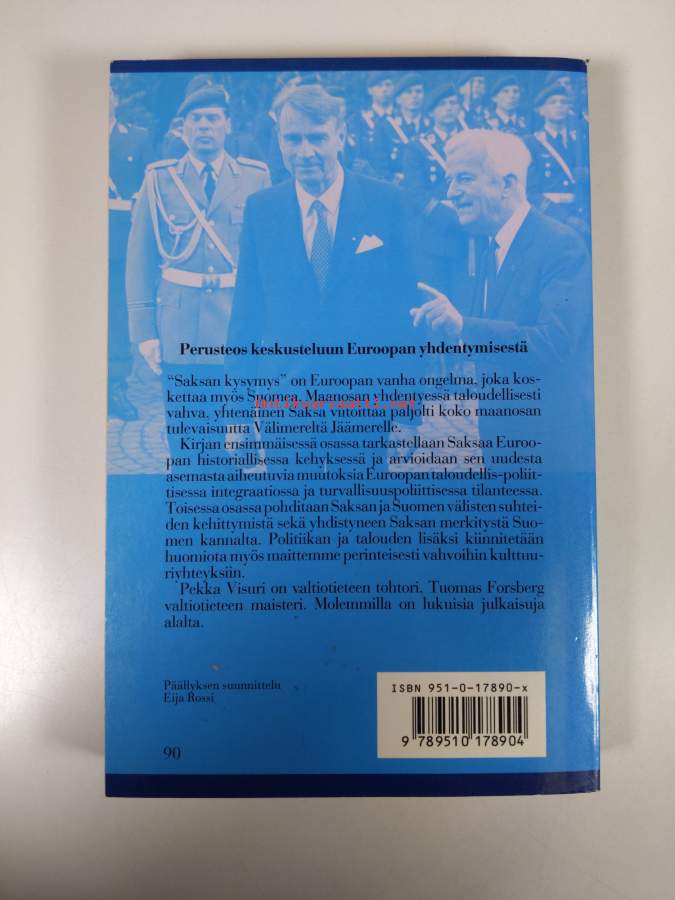 Perusteos keskusteluun Euroopan yhdentymisestä
“Saksan kysymys” on Euroopan vanha ongelma, joka kos-
kettaa myös Suomea. Maanosan yhdentyessä taloudellisesti
antikvariaatti.net
vahva, yhtenäinen Saksa viitoittaa paljolti koko maanosan
tulevaisuutta Välimereltä Jäämerelle.
Kirjan ensimmäisessä osassa tarkastellaan Saksaa Euroo-
pan historiallisessa kehyksessä ja arvioidaan sen uudesta
asemasta aiheutuvia muutoksia Euroopan taloudellis-poliit-
tisessa integraatiossa ja turvallisuuspoliittisessa tilanteessa.
Toisessa osassa pohditaan Saksan ja Suomen välisten suhtei-
den kehittymistä sekä yhdistyneen Saksan merkitystä Suo-
men kannalta. Politiikan ja talouden lisäksi kiinnitetään
huomiota myös maittemme perinteisesti vahvoihin kulttuu-
riyhteyksiin.
Pekka Visuri on valtiotieteen tohtori, Tuomas Forsberg
valtiotieteen maisteri. Molemmilla on lukuisia julkaisuja
alalta.
Päällyksen suunnittelu
Eija Rossi
90
ISBN 951-0-17890-x
9 789510 178904